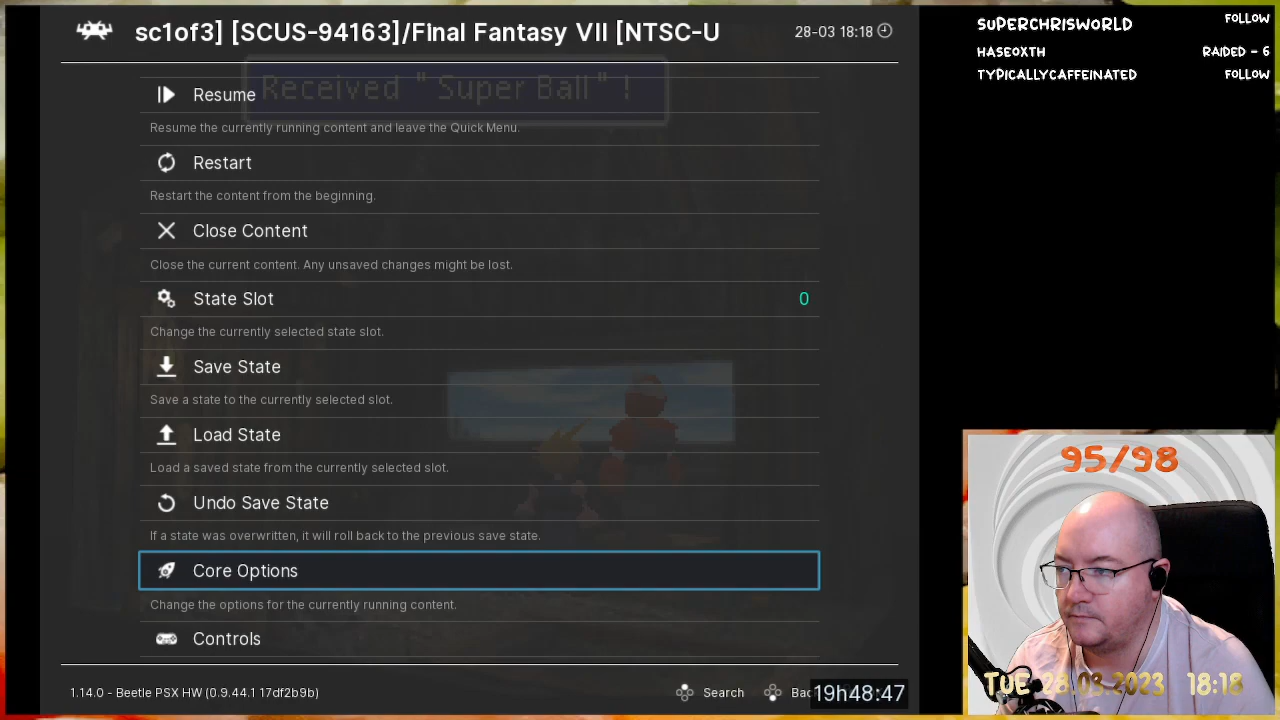 sc1of3] [SCUS-94163]/Final Fantasy VII [NTSC-U
28-03 18:18
Received "Super Ball"!
Resume
Resume the currently running content and leave the Quick Menu.
Restart
Restart the content from the beginning.
Close Content
Close the current content. Any unsaved changes might be lost.
State Slot 0
Change the currently selected state slot.
Save State
Save a state to the currently selected slot.
Load State
Load a saved state from the currently selected slot.
Undo Save State
If a state was overwritten, it will roll back to the previous save state.
Core Options
Change the options for the currently running content.
Controls
1.14.0 - Beetle PSX HW (0.9.44.1 17df2b9b)
Search
Bac
19h48:47
SUPERCHRISWORLD FOLLOW
HASEOXTH RAIDED - 6
TYPICALLYCAFFEINATED FOLLOW
95/98
TUE 28.03.2023 18:18